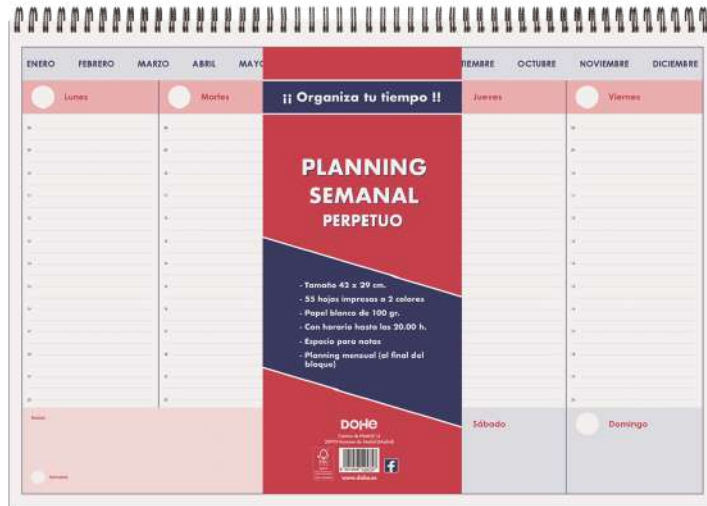 ENERO FEBRERO MARZO ABRIL MAYO TIEMBRE OCTUBRE NOVIEMBRE DICIEMBRE
Lunes Martes ¡¡ Organiza tu tiempo !! Jueves Viernes
PLANNING
SEMANAL
PERPETUO
- Tamaño 42 x 29 cm.
- 55 hojas impresas a 2 colores
- Papel blanco de 100 gr.
- Con horario hasta las 20.00 h.
- Espacio para notas
- Planning mensual (al final del
bloque)
DOHE
Sábado Domingo
www.dohe.es